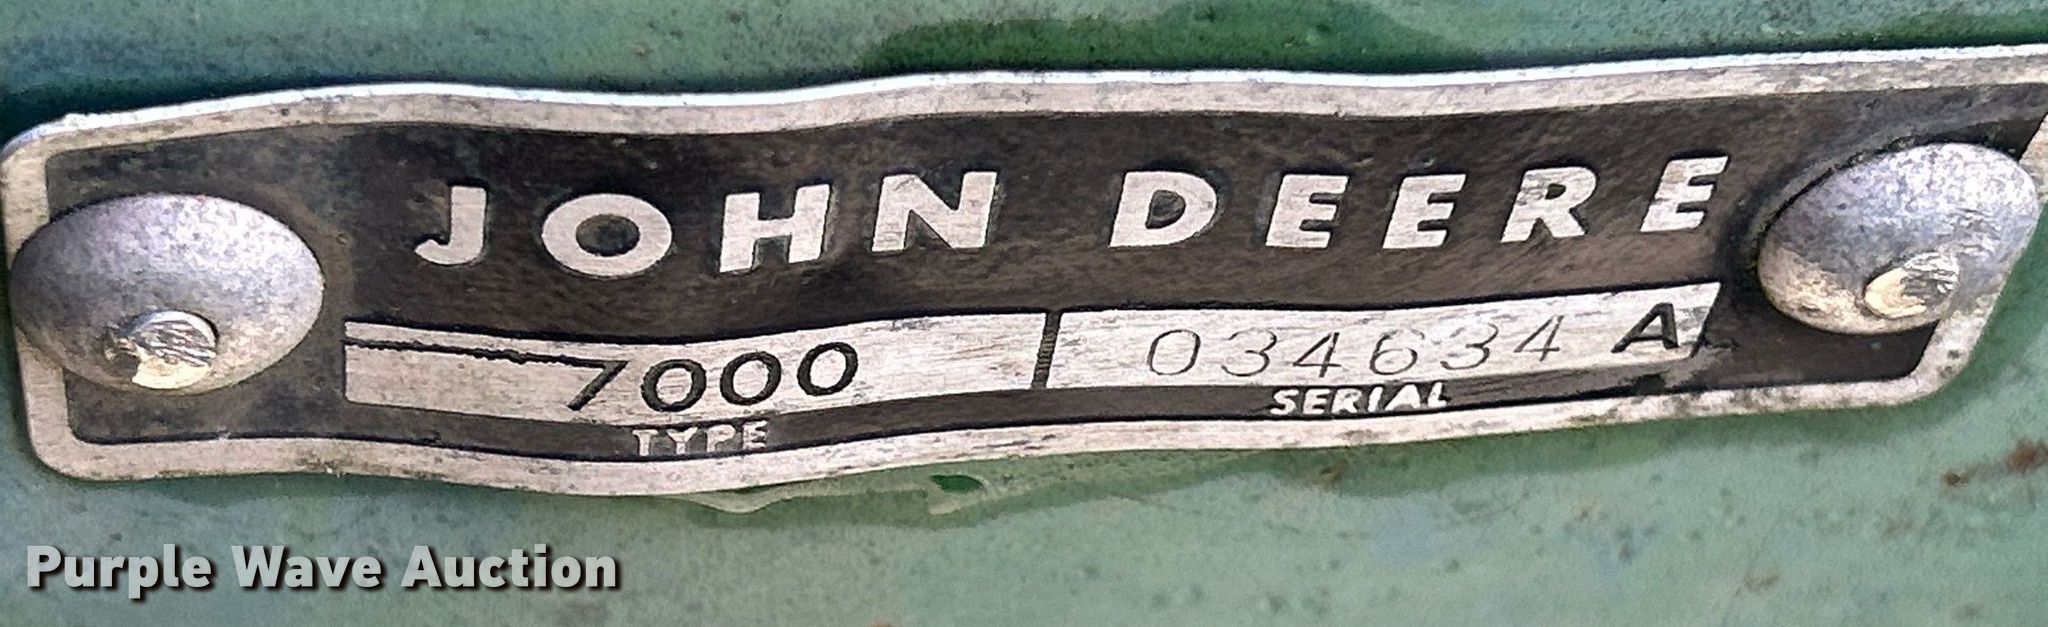 JOHN DEERE
7000 034634 A
TYPE SERIAL
Purple Wave Auction